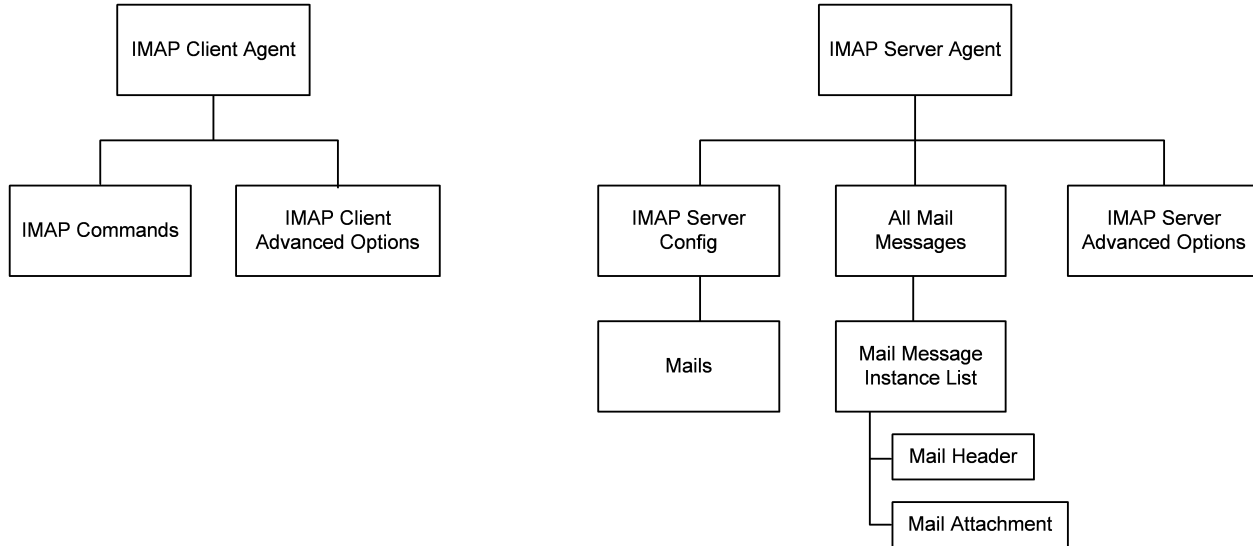 IMAP Client Agent
IMAP Commands
IMAP Client
Advanced Options
IMAP Server Agent
IMAP Server
Config
All Mail
Messages
IMAP Server
Advanced Options
Mails
Mail Message
Instance List
Mail Header
Mail Attachment